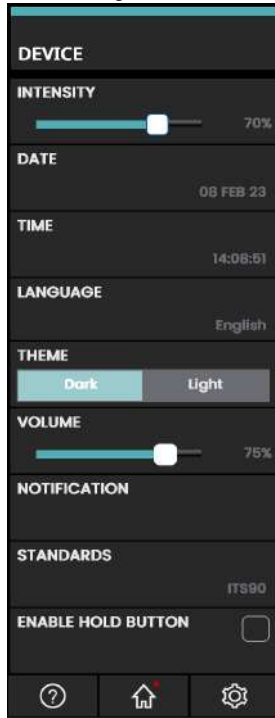 DEVICE
INTENSITY
70%
DATE
08 FEB 23
TIME
14:08:51
LANGUAGE
English
THEME
Dark Light
VOLUME
75%
NOTIFICATION
STANDARDS
ITS90
ENABLE HOLD BUTTON
?